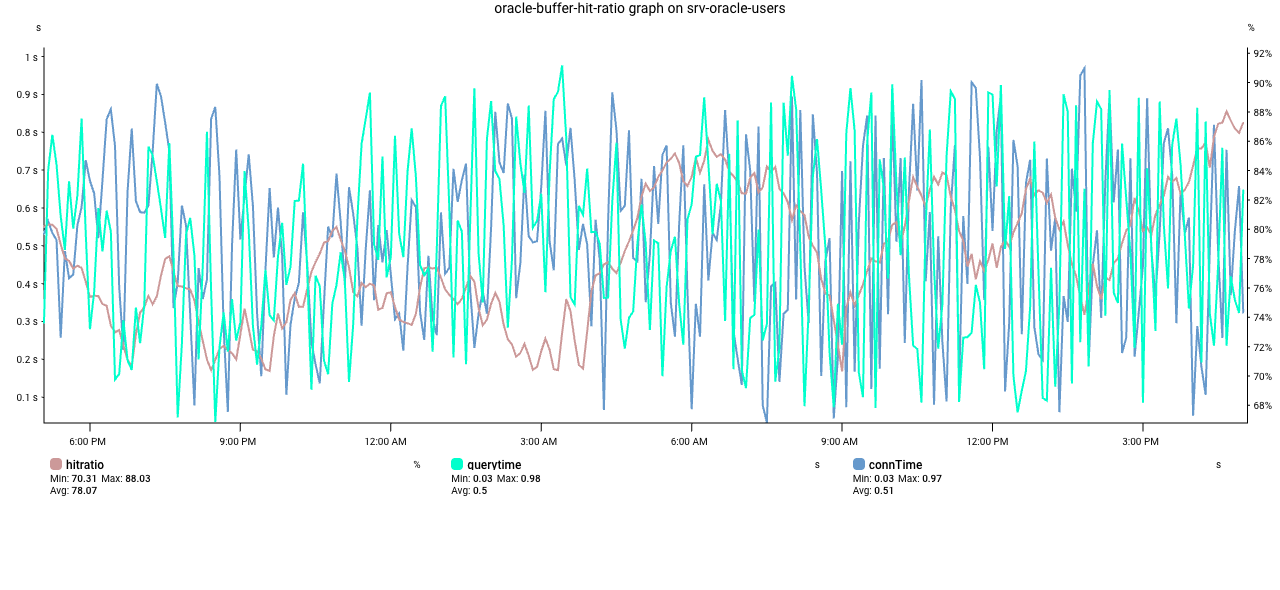 oracle-buffer-hit-ratio graph on srv-oracle-users
s %
1 s 92%
0.9 s 90%
0.8 s 88%
0.7 s 86%
0.6 s 84%
0.5 s 82%
0.4 s 80%
0.3 s 78%
0.2 s 76%
0.1 s 74%
72%
70%
68%
6:00 PM 9:00 PM 12:00 AM 3:00 AM 6:00 AM 9:00 AM 12:00 PM 3:00 PM
hitratio % querytime s connTime s
Min: 70.31 Max: 88.03 Min: 0.03 Max: 0.98 Min: 0.03 Max: 0.97
Avg: 78.07 Avg: 0.5 Avg: 0.51